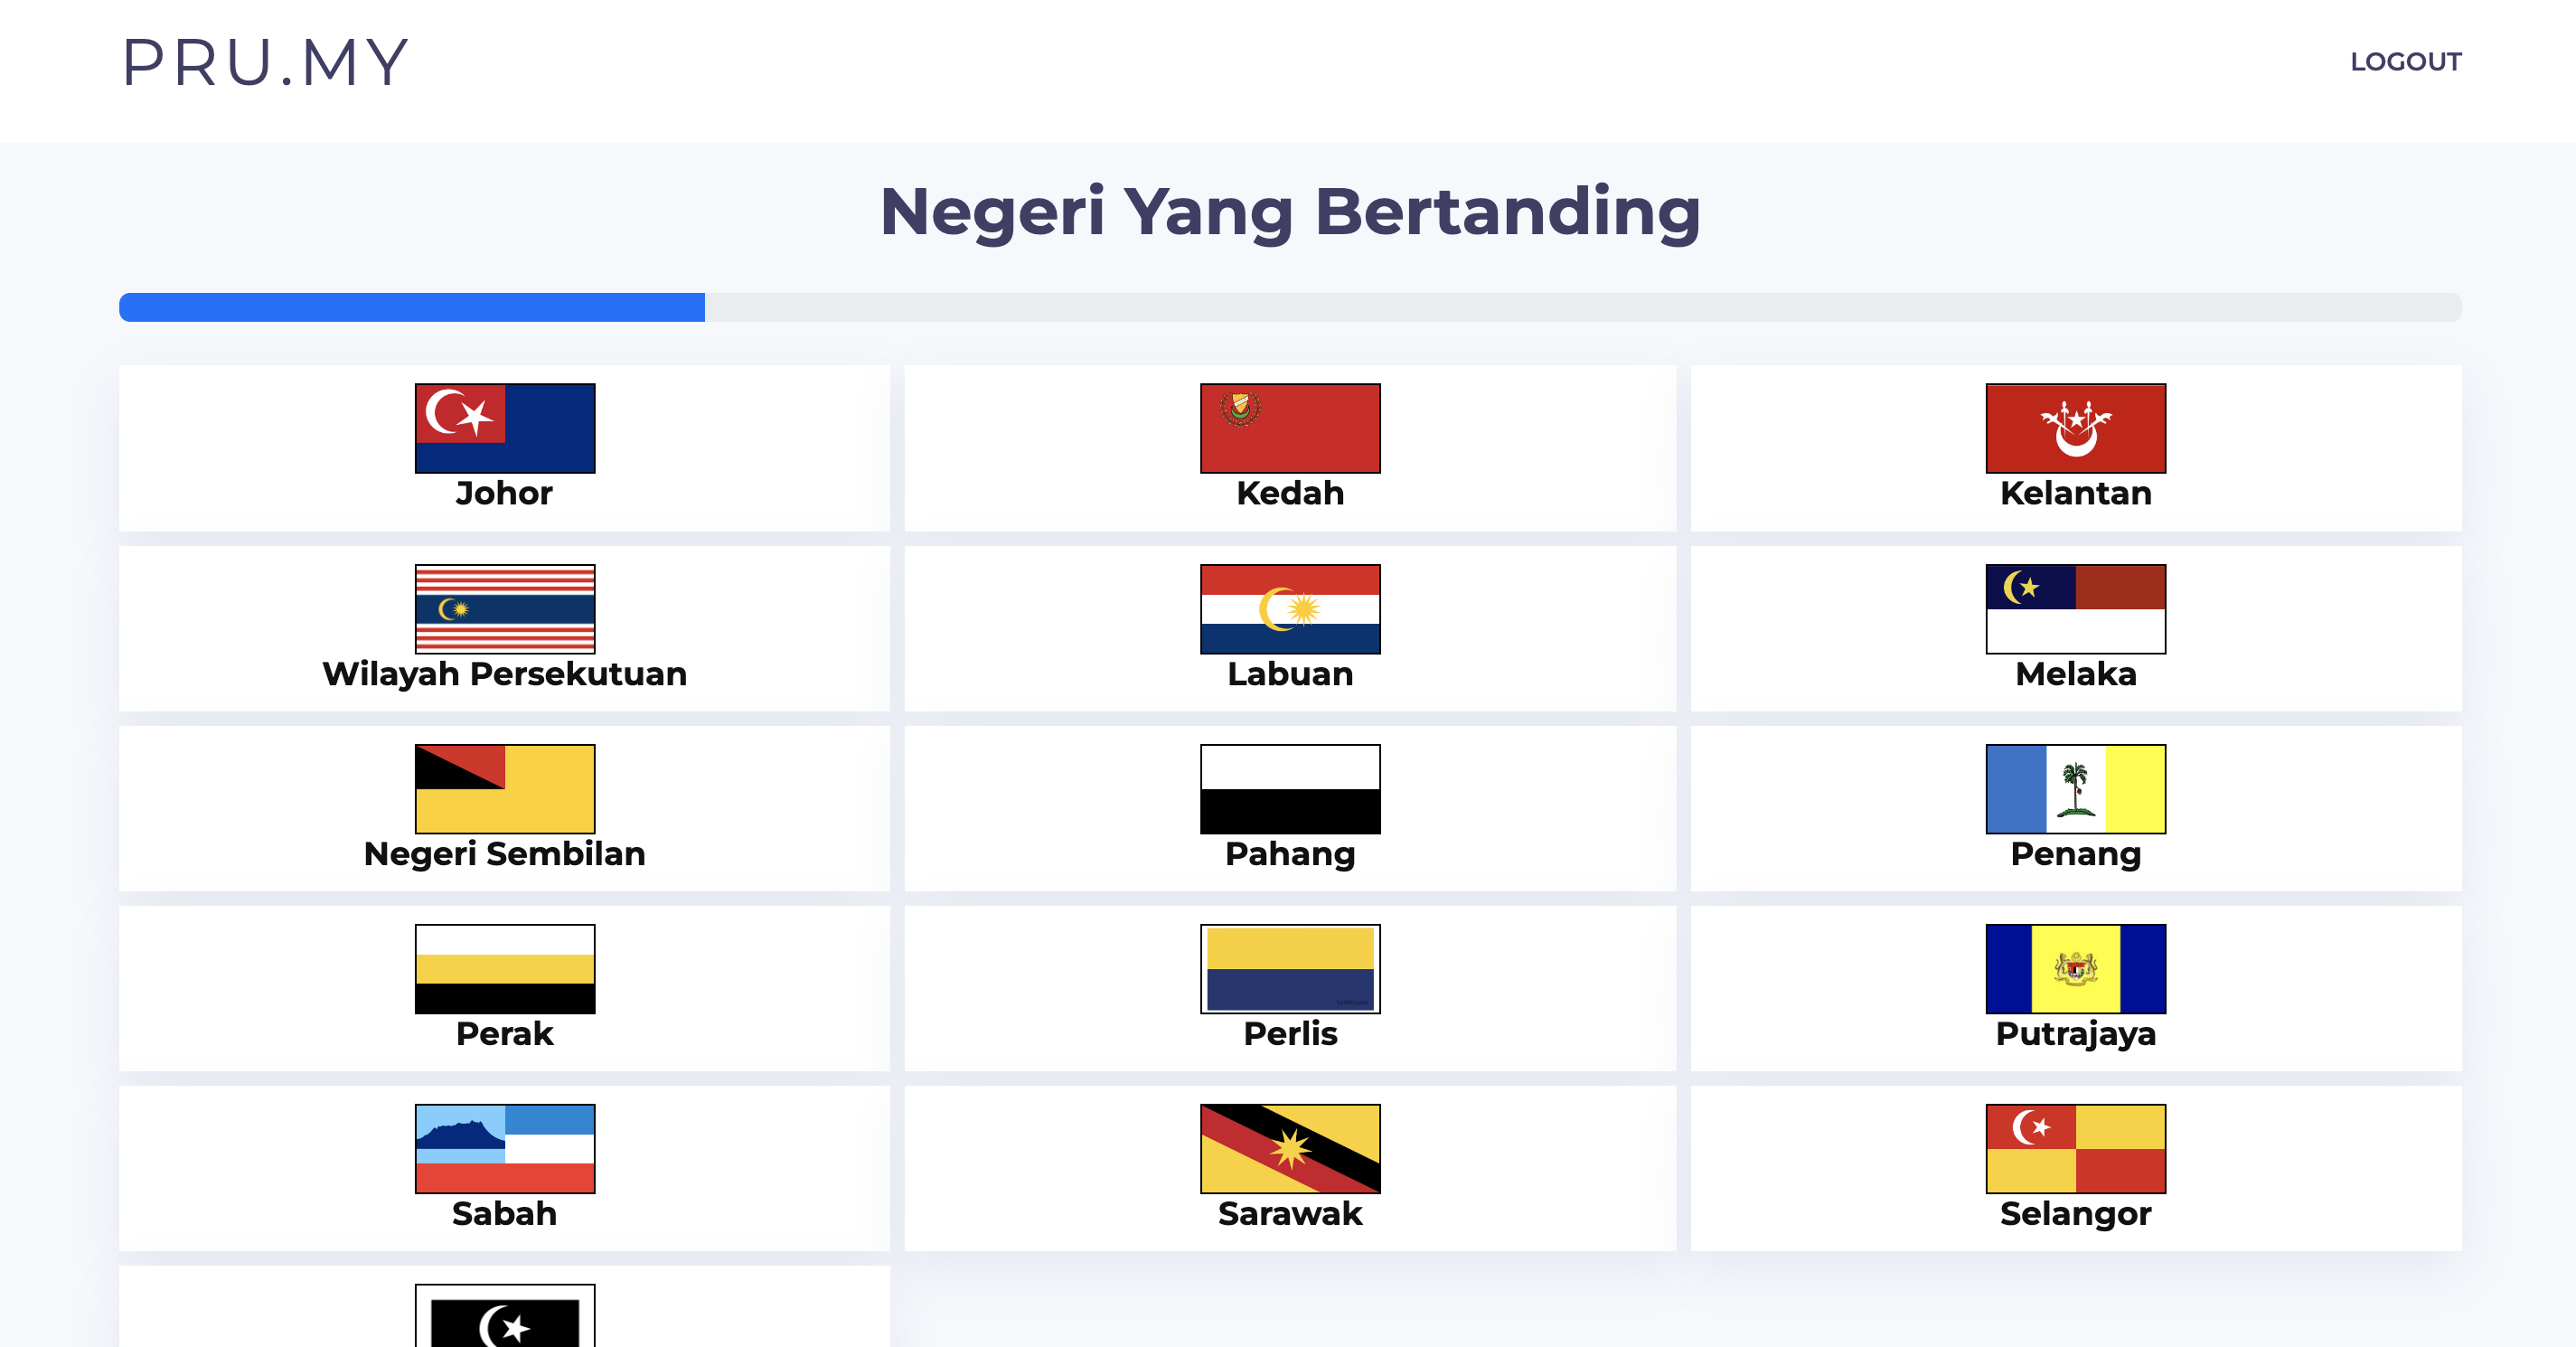 PRU.MY
LOGOUT
Negeri Yang Bertanding
Johor
Kedah
Kelantan
Wilayah Persekutuan
Labuan
Melaka
Negeri Sembilan
Pahang
Penang
Perak
Perlis
Putrajaya
Sabah
Sarawak
Selangor